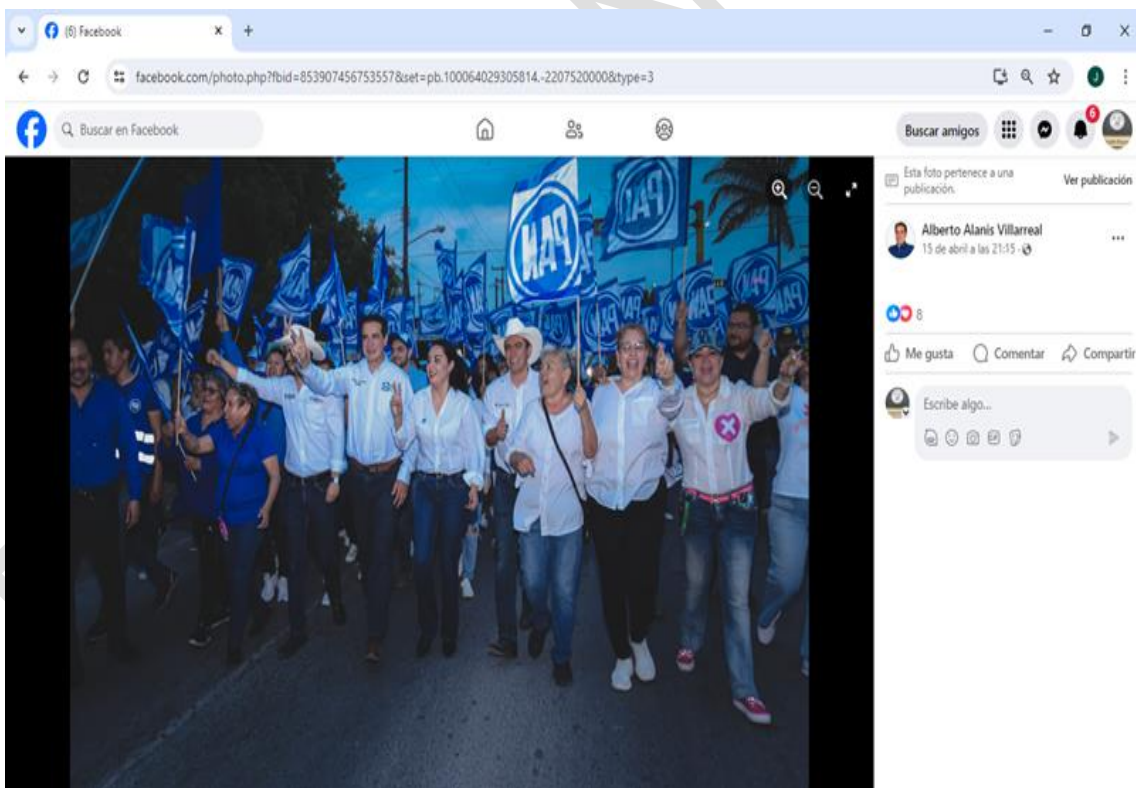 (6) Facebook
facebook.com/photo.php?fbid=853907456753557&set=pb.100064029305814.-2207520000&type=3
J
Buscar en Facebook
Buscar amigos
6
Esta foto pertenece a una publicación.
Ver publicación
Alberto Alanis Villarreal
15 de abril a las 21:15
8
Me gusta
Comentar
Compartir
Escribe algo...
GIF
PAN
PAN
PAN
PAN
PAN